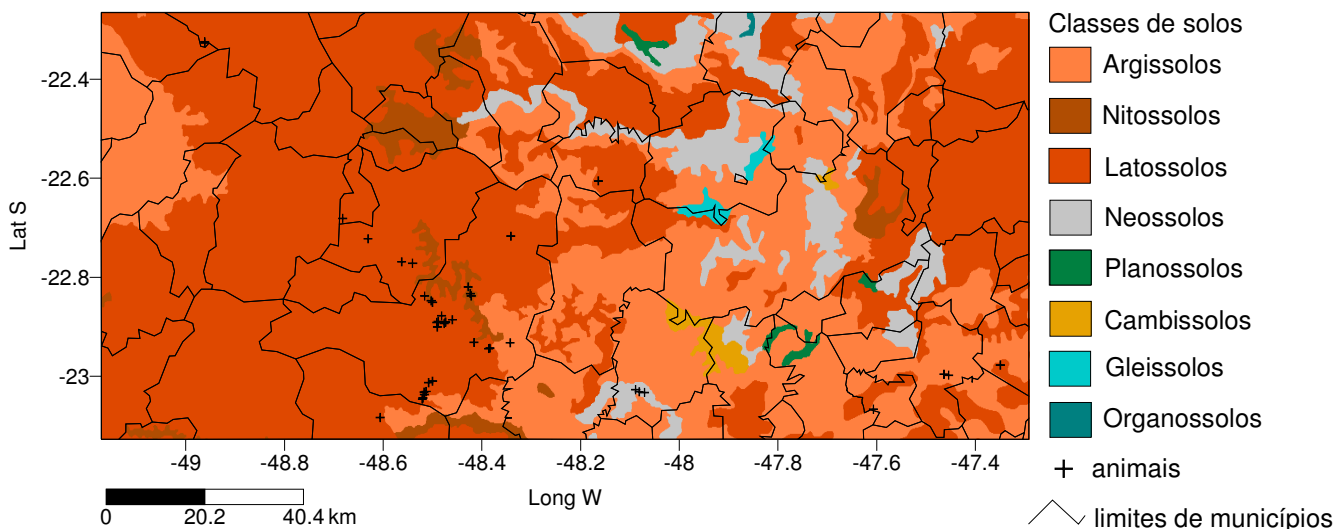 Classes de solos
Argissolos
Nitossolos
Latossolos
Neossolos
Planossolos
Cambissolos
Gleissolos
Organossolos
animais
limites de municípios
Lat S
-22.4
-22.6
-22.8
-23
-49 -48.8 -48.6 -48.4 -48.2 -48 -47.8 -47.6 -47.4
Long W
0 20.2 40.4 km